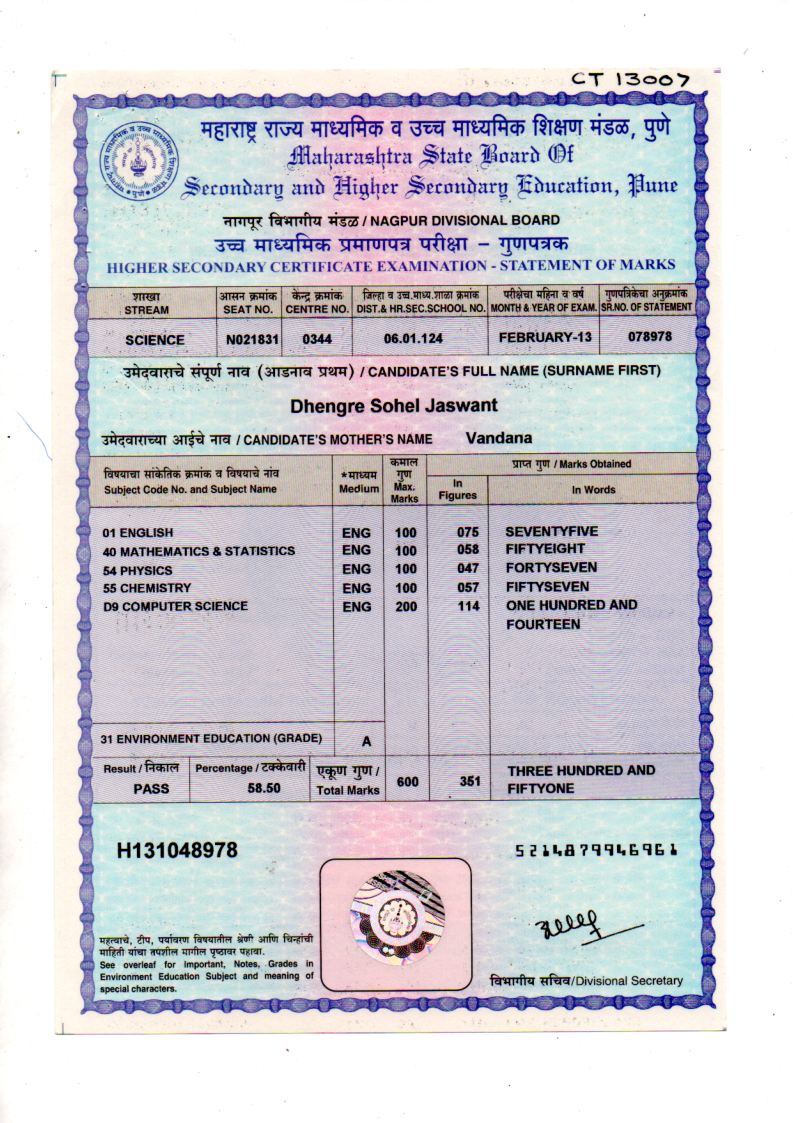 CT 13007
महाराष्ट्र राज्य माध्यमिक व उच्च माध्यमिक शिक्षण मंडळ, पुणे
Maharashtra State Board Of
Secondary and Higher Secondary Education, Pune
नागपूर विभागीय मंडळ / NAGPUR DIVISIONAL BOARD
उच्च माध्यमिक प्रमाणपत्र परीक्षा – गुणपत्रक
HIGHER SECONDARY CERTIFICATE EXAMINATION - STATEMENT OF MARKS
शाखा आसन क्रमांक केन्द्र क्रमांक जिल्हा व उच्च.माध्य.शाळा क्रमांक परीक्षेचा महिना व वर्ष गुणपत्रिकेचा अनुक्रमांक
STREAM SEAT NO. CENTRE NO. DIST.& HR.SEC.SCHOOL NO. MONTH & YEAR OF EXAM. SR.NO. OF STATEMENT
SCIENCE N021831 0344 06.01.124 FEBRUARY-13 078978
उमेदवाराचे संपूर्ण नाव (आडनाव प्रथम) / CANDIDATE'S FULL NAME (SURNAME FIRST)
Dhengre Sohel Jaswant
उमेदवाराच्या आईचे नाव / CANDIDATE'S MOTHER'S NAME Vandana
विषयाचा सांकेतिक क्रमांक व विषयाचे नांव
Subject Code No. and Subject Name
*माध्यम
Medium
कमाल
गुण
Max.
Marks
प्राप्त गुण / Marks Obtained
In
Figures
In Words
01 ENGLISH ENG 100 075 SEVENTYFIVE
40 MATHEMATICS & STATISTICS ENG 100 058 FIFTYEIGHT
54 PHYSICS ENG 100 047 FORTYSEVEN
55 CHEMISTRY ENG 100 057 FIFTYSEVEN
D9 COMPUTER SCIENCE ENG 200 114 ONE HUNDRED AND
FOURTEEN
31 ENVIRONMENT EDUCATION (GRADE) A
Result / निकाल Percentage / टक्केवारी एकूण गुण /
PASS 58.50 Total Marks 600 351 THREE HUNDRED AND
FIFTYONE
H131048978 5214879946961
महत्वाचे, टीप, पर्यावरण विषयातील श्रेणी आणि चिन्हांची
माहिती यांचा तपशील मागील पृष्ठावर पहावा.
See overleaf for Important, Notes, Grades in
Environment Education Subject and meaning of
special characters.
विभागीय सचिव/Divisional Secretary